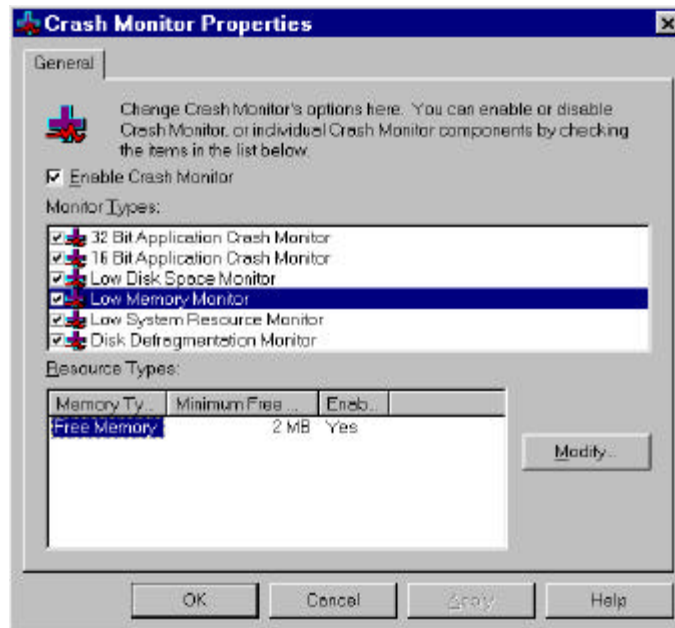 Crash Monitor Properties
General
Change Crash Monitor's options here. You can enable or disable
Crash Monitor, or individual Crash Monitor components by checking
the items in the list below.
Enable Crash Monitor
Monitor Types:
32 Bit Application Crash Monitor
16 Bit Application Crash Monitor
Low Disk Space Monitor
Low Memory Monitor
Low System Resource Monitor
Disk Defragmentation Monitor
Resource Types:
Memory Ty... Minimum Free ... Enab...
Free Memory 2 MB Yes
Modify...
OK Cancel Apply Help